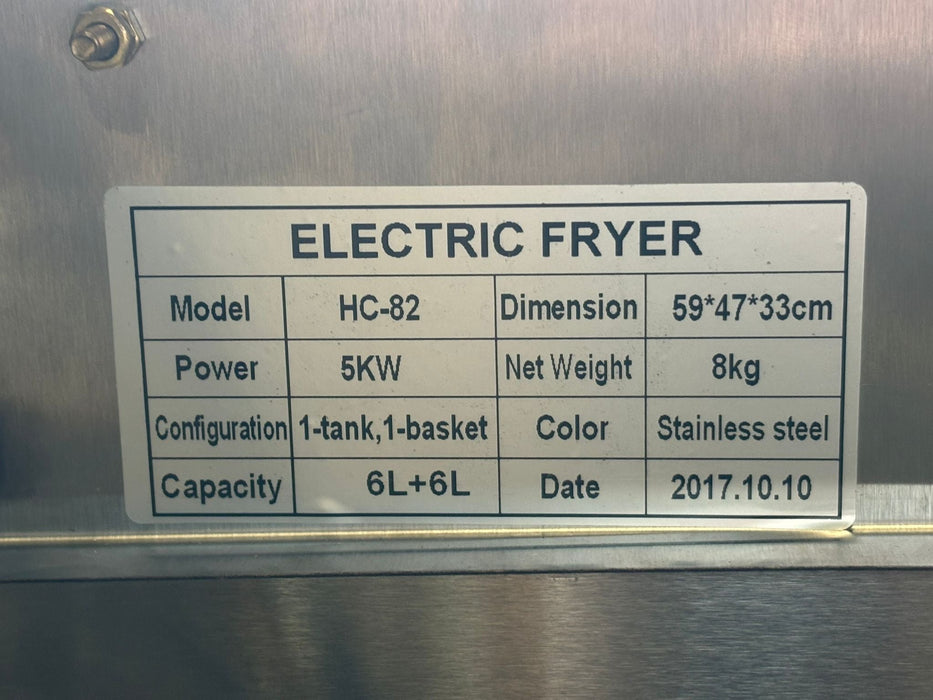 ELECTRIC FRYER
Model HC-82 Dimension 59*47*33cm
Power 5KW Net Weight 8kg
Configuration 1-tank,1-basket Color Stainless steel
Capacity 6L+6L Date 2017.10.10